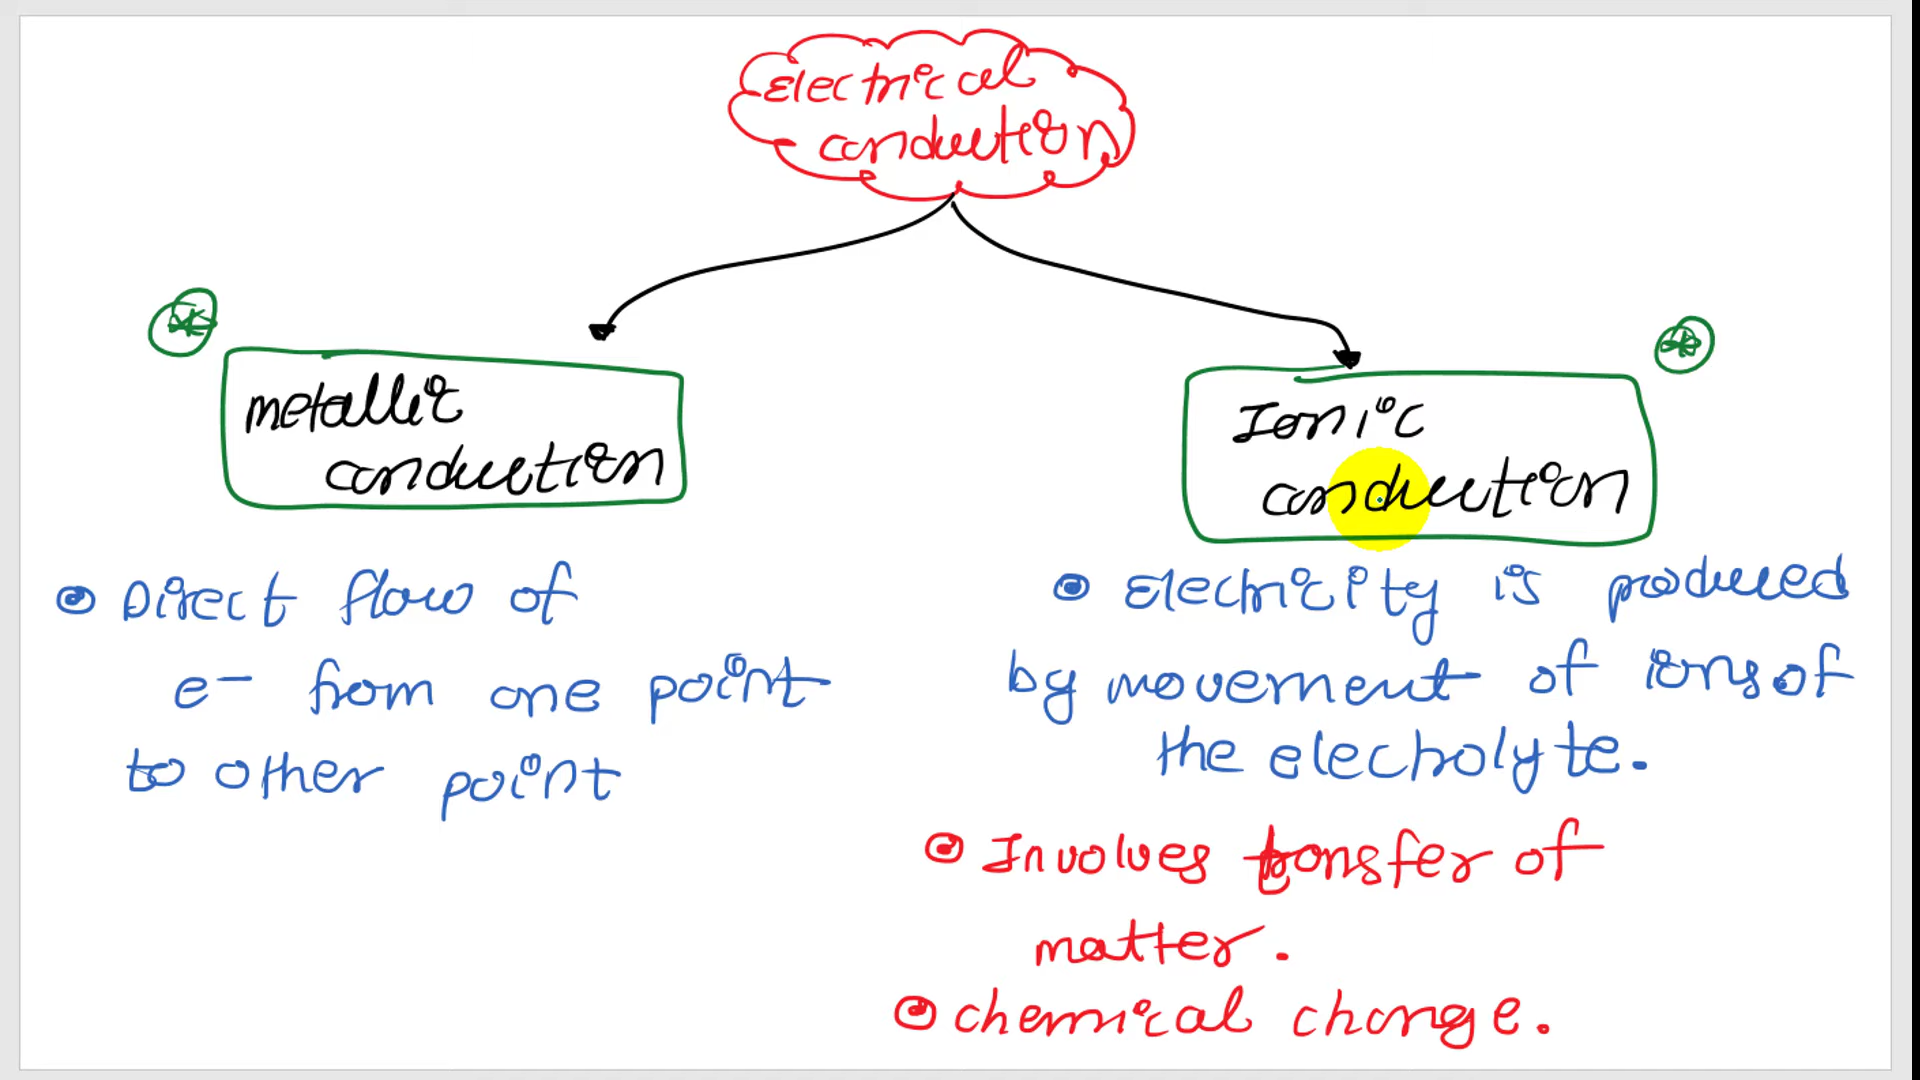 Electrical
conduction
metallic
conduction
Ionic
conduction
Direct flow of
e- from one point
to other point
Electricity is produced
by movement of ions of
the electrolyte.
Involves transfer of
matter.
chemical change.